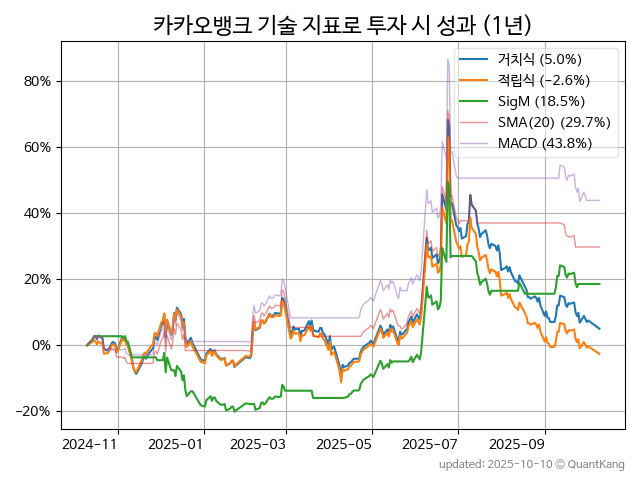 카카오뱅크 기술 지표로 투자 시 성과 (1년)
거치식 (5.0%)
적립식 (−2.6%)
SigM (18.5%)
SMA(20) (29.7%)
MACD (43.8%)
80%
60%
40%
20%
0%
−20%
2024−11 2025−01 2025−03 2025−05 2025−07 2025−09
updated: 2025-10-10 © QuantKang